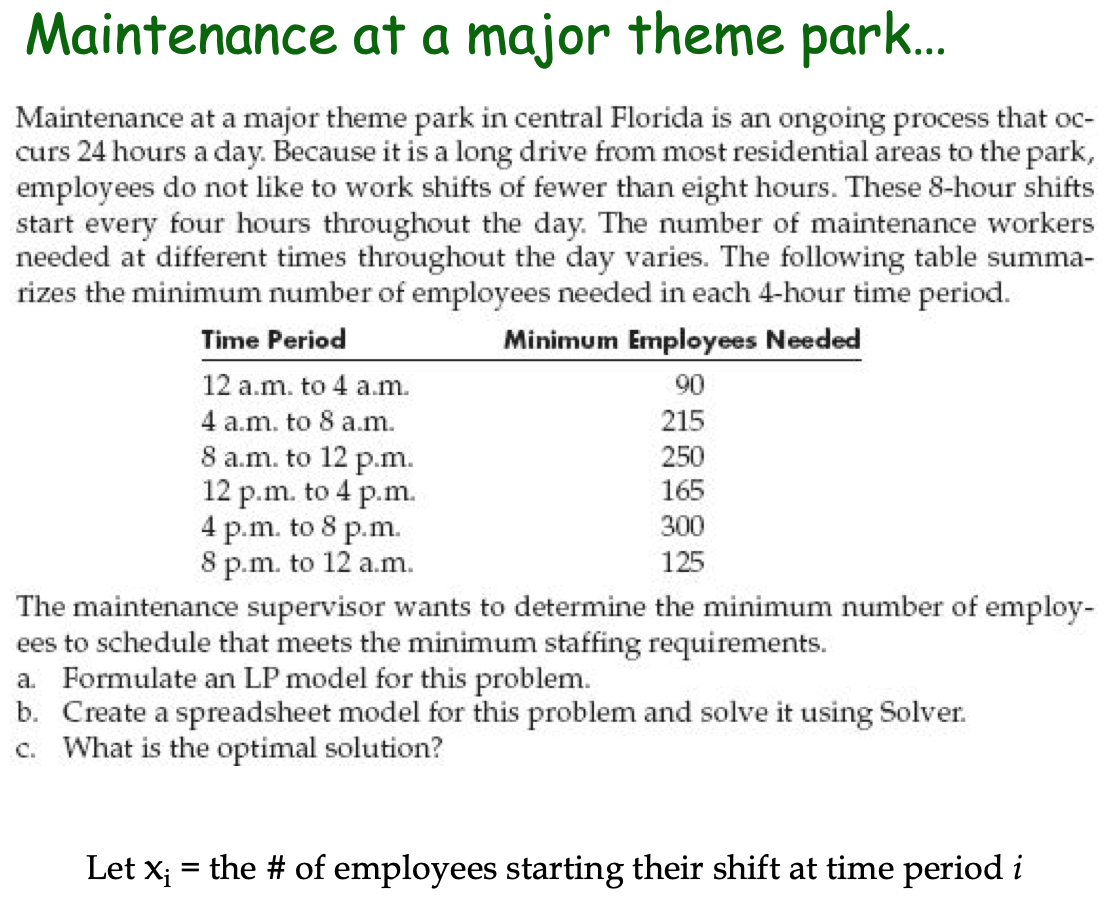 Maintenance at a major theme park...
Maintenance at a major theme park in central Florida is an ongoing process that oc-
curs 24 hours a day. Because it is a long drive from most residential areas to the park,
employees do not like to work shifts of fewer than eight hours. These 8-hour shifts
start every four hours throughout the day. The number of maintenance workers
needed at different times throughout the day varies. The following table summa-
rizes the minimum number of employees needed in each 4-hour time period.
Time Period Minimum Employees Needed
12 a.m. to 4 a.m. 90
4 a.m. to 8 a.m. 215
8 a.m. to 12 p.m. 250
12 p.m. to 4 p.m. 165
4 p.m. to 8 p.m. 300
8 p.m. to 12 a.m. 125
The maintenance supervisor wants to determine the minimum number of employ-
ees to schedule that meets the minimum staffing requirements.
a. Formulate an LP model for this problem.
b. Create a spreadsheet model for this problem and solve it using Solver.
c. What is the optimal solution?
Let xᵢ = the # of employees starting their shift at time period i